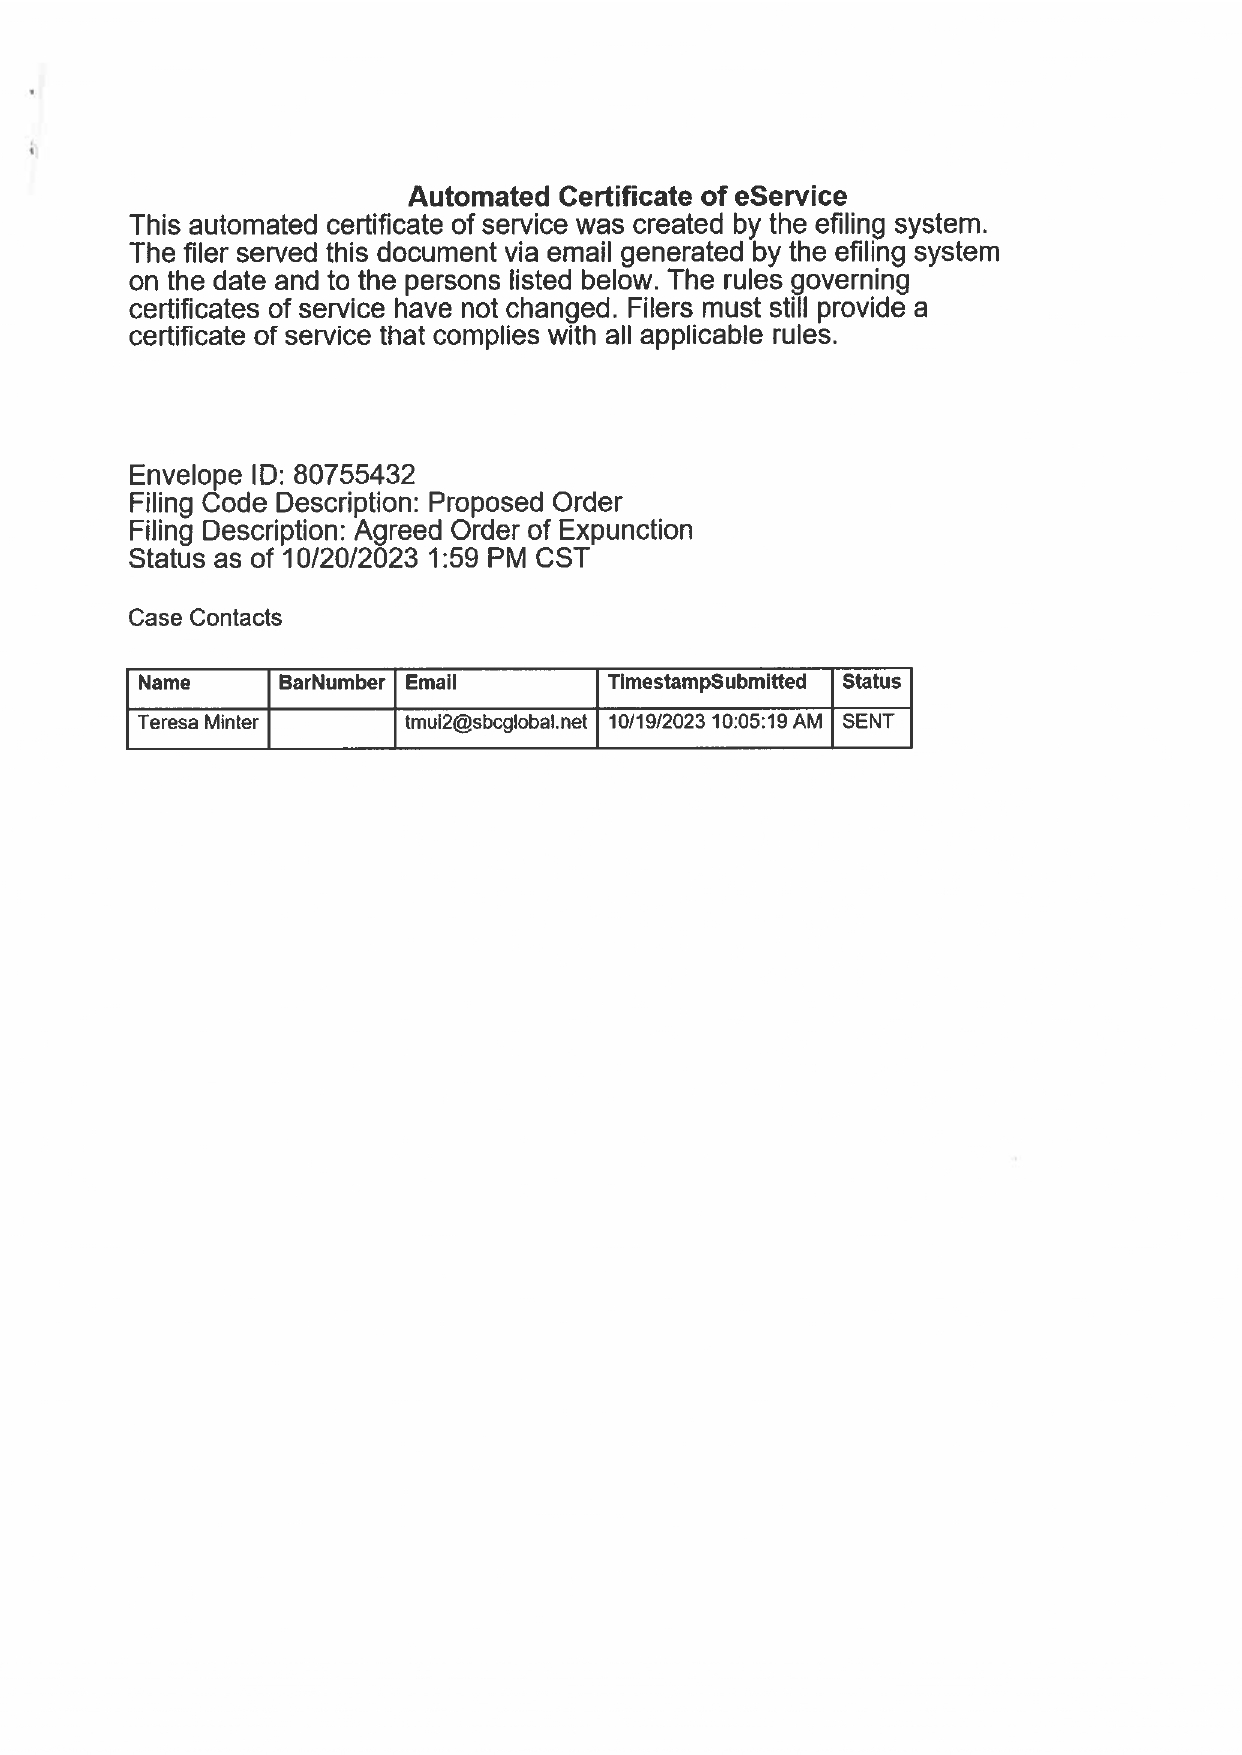 Automated Certificate of eService
This automated certificate of service was created by the efiling system.
The filer served this document via email generated by the efiling system
on the date and to the persons listed below. The rules governing
certificates of service have not changed. Filers must still provide a
certificate of service that complies with all applicable rules.
Envelope ID: 80755432
Filing Code Description: Proposed Order
Filing Description: Agreed Order of Expunction
Status as of 10/20/2023 1:59 PM CST
Case Contacts
Name BarNumber Email TimestampSubmitted Status
Teresa Minter tmul2@sbcglobal.net 10/19/2023 10:05:19 AM SENT